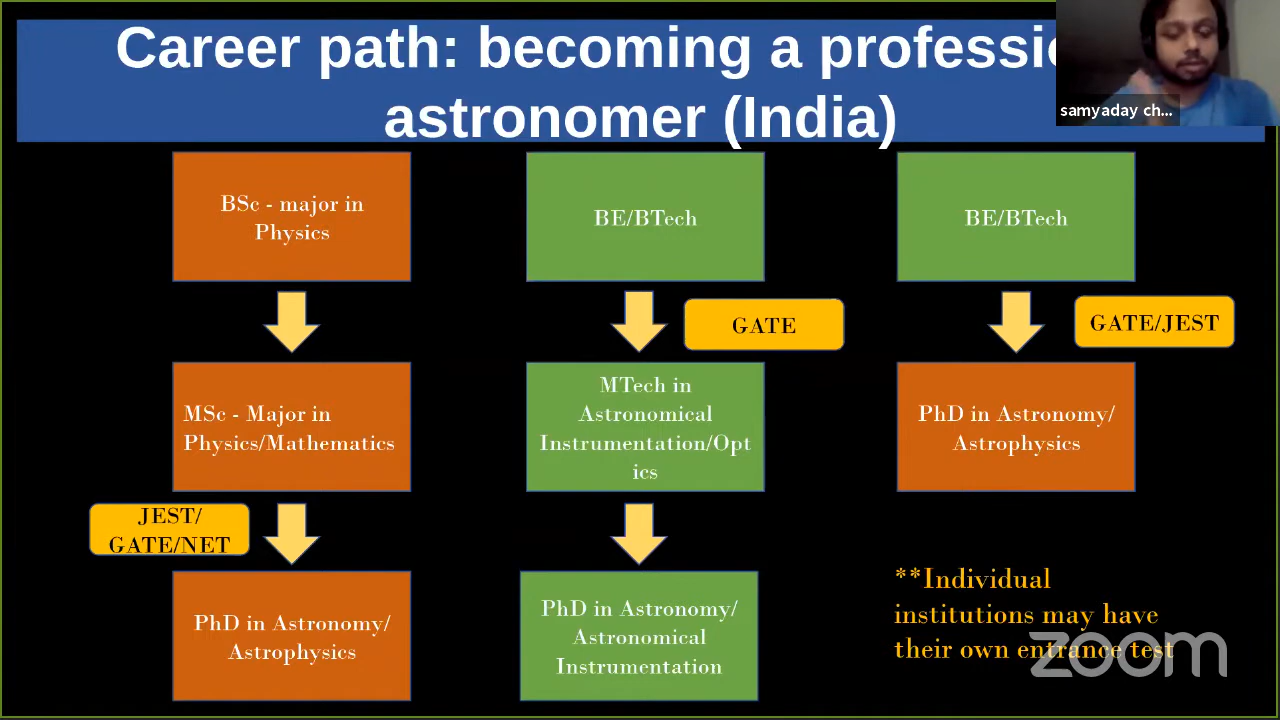 Career path: becoming a professi
astronomer (India)
samyaday ch...
BSc - major in
Physics
BE/BTech
BE/BTech
GATE
GATE/JEST
MSc - Major in
Physics/Mathematics
MTech in
Astronomical
Instrumentation/Opt
ics
PhD in Astronomy/
Astrophysics
JEST/
GATE/NET
PhD in Astronomy/
Astrophysics
PhD in Astronomy/
Astronomical
Instrumentation
**Individual
institutions may have
their own entrance test
zoom